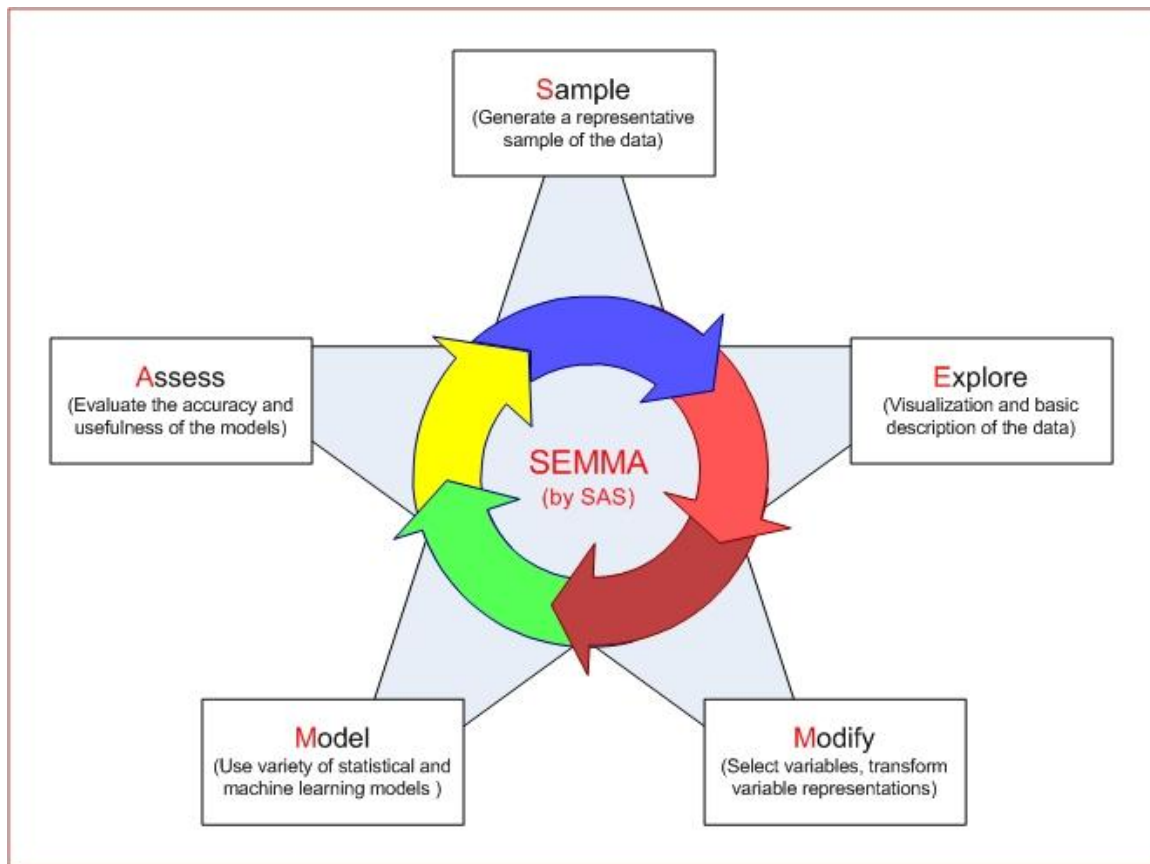 Sample
(Generate a representative
sample of the data)
Assess
(Evaluate the accuracy and
usefulness of the models)
SEMMA
(by SAS)
Explore
(Visualization and basic
description of the data)
Model
(Use variety of statistical and
machine learning models )
Modify
(Select variables, transform
variable representations)